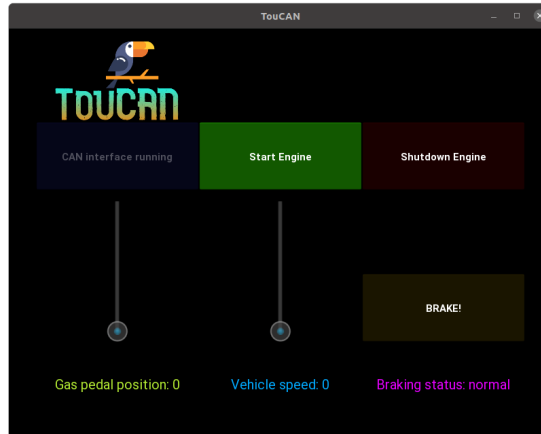 TouCAN
TOUCAN
CAN interface running
Start Engine
Shutdown Engine
BRAKE!
Gas pedal position: 0
Vehicle speed: 0
Braking status: normal